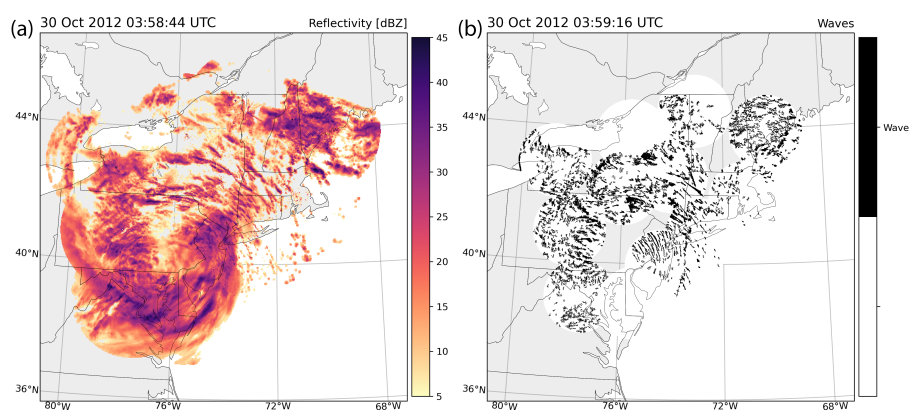 (a) 30 Oct 2012 03:58:44 UTC Reflectivity [dBZ]
45
40
35
30
25
20
15
10
5
44°N
40°N
36°N
80°W 76°W 72°W 68°W
(b) 30 Oct 2012 03:59:16 UTC Waves
Wave
44°N
40°N
36°N
80°W 76°W 72°W 68°W